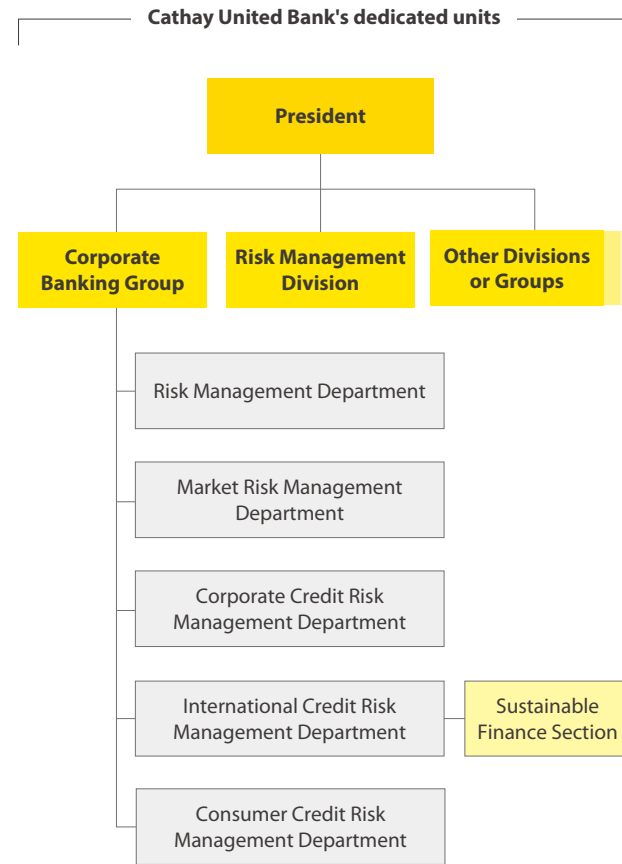 Cathay United Bank's dedicated units
President
Corporate
Banking Group
Risk Management
Division
Other Divisions
or Groups
Risk Management Department
Market Risk Management
Department
Corporate Credit Risk
Management Department
International Credit Risk
Management Department
Sustainable
Finance Section
Consumer Credit Risk
Management Department